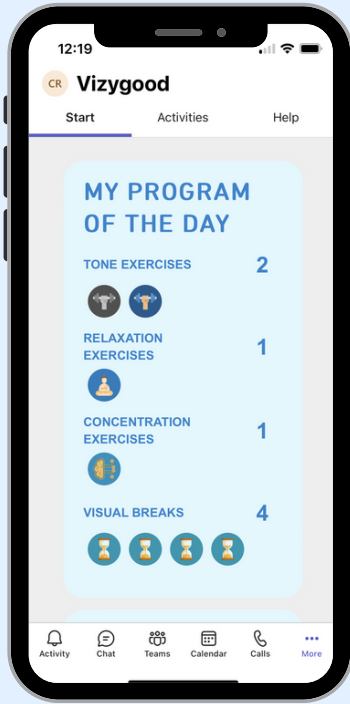 12:19
CR Vizygood
Start Activities Help
MY PROGRAM
OF THE DAY
TONE EXERCISES 2
RELAXATION
EXERCISES 1
CONCENTRATION
EXERCISES 1
VISUAL BREAKS 4
Activity Chat Teams Calendar Calls More